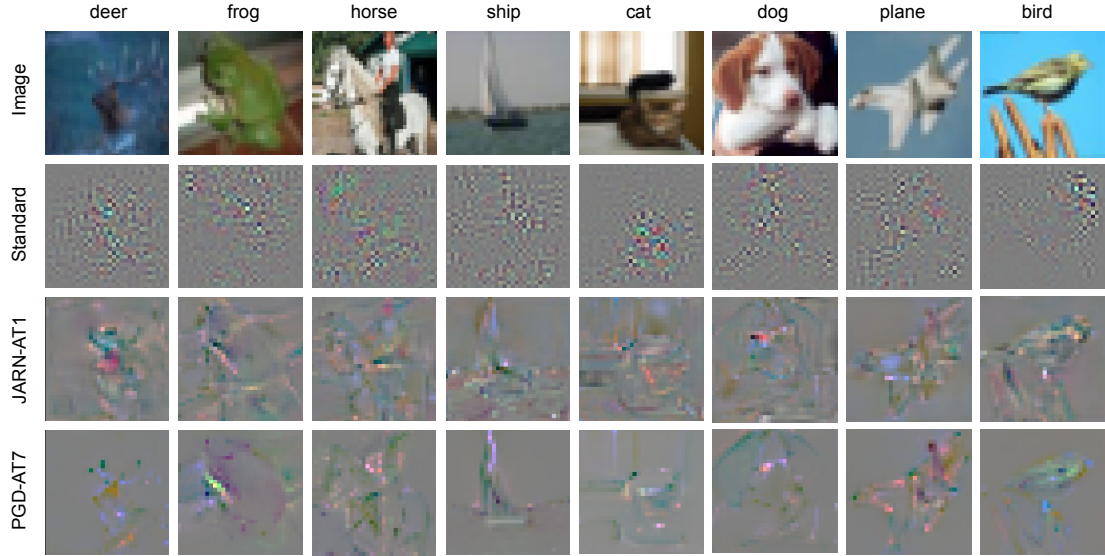 deer frog horse ship cat dog plane bird
Image
Standard
JARN-AT1
PGD-AT7